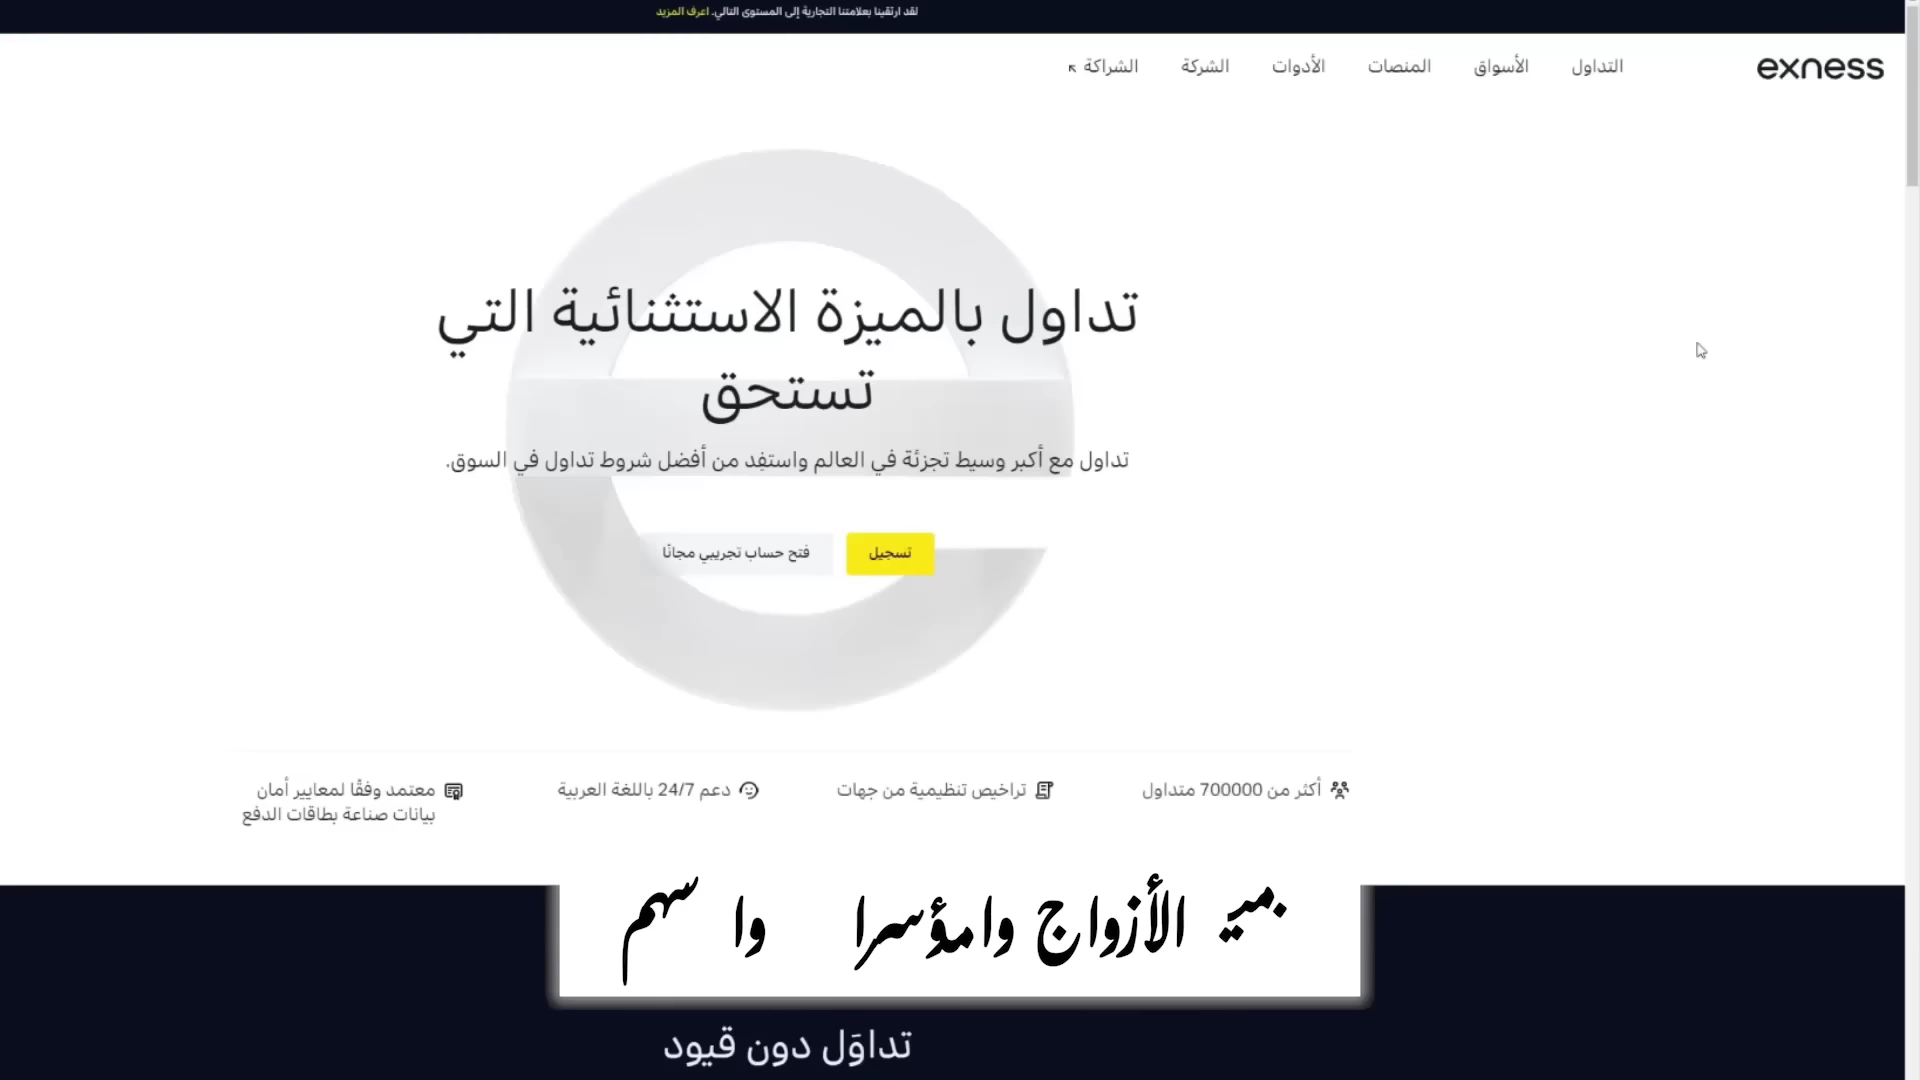 لقد ارتقينا بعلامتنا التجارية إلى المستوى التالي. اعرف المزيد
exness
التداول
الأسواق
المنصات
الأدوات
الشركة
الشراكة
تداول بالميزة الاستثنائية التي
تستحق
تداول مع أكبر وسيط تجزئة في العالم واستفِد من أفضل شروط تداول في السوق.
تسجيل
فتح حساب تجريبي مجانًا
أكثر من 700000 متداول
تراخيص تنظيمية من جهات
دعم 24/7 باللغة العربية
معتمد وفقًا لمعايير أمان
بيانات صناعة بطاقات الدفع
الأزواج
تداوَل دون قيود